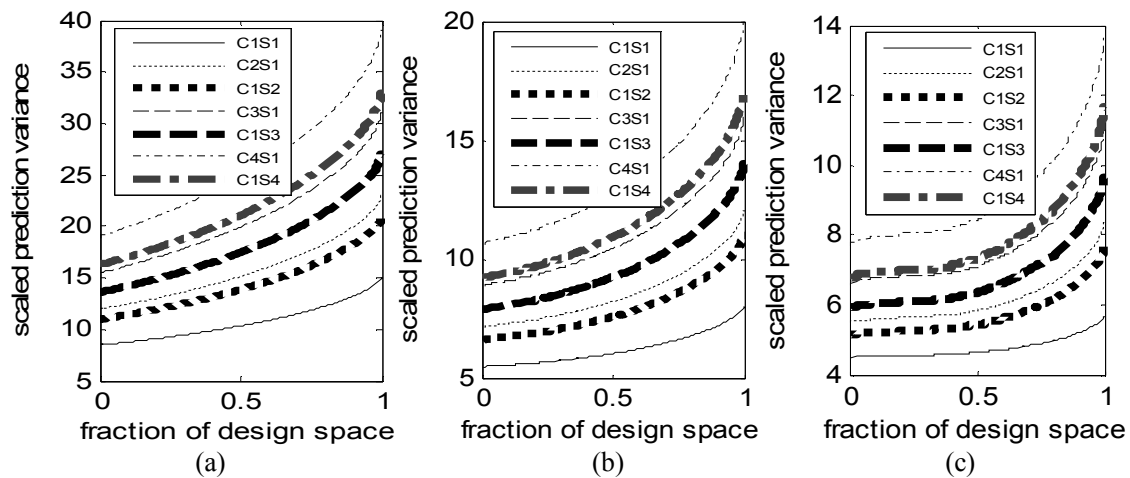 40
35
30
25
20
15
10
5
scaled prediction variance
C1S1
C2S1
C1S2
C3S1
C1S3
C4S1
C1S4
0 0.5 1
fraction of design space
(a)
20
15
10
5
scaled prediction variance
C1S1
C2S1
C1S2
C3S1
C1S3
C4S1
C1S4
0 0.5 1
fraction of design space
(b)
14
12
10
8
6
4
scaled prediction variance
C1S1
C2S1
C1S2
C3S1
C1S3
C4S1
C1S4
0 0.5 1
fraction of design space
(c)